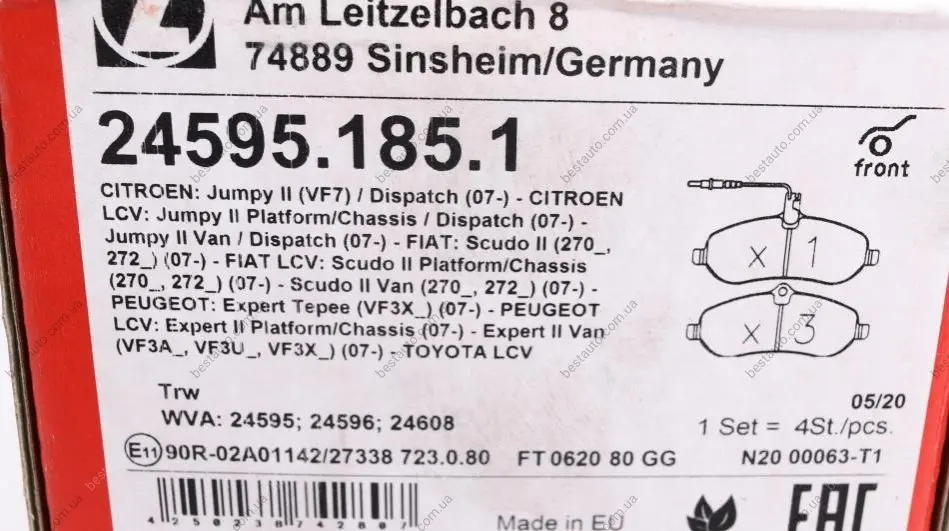 Am Leitzelbach 8
74889 Sinsheim/Germany
24595.185.1
front
CITROEN: Jumpy II (VF7) / Dispatch (07-) - CITROEN
LCV: Jumpy II Platform/Chassis / Dispatch (07-) -
Jumpy II Van / Dispatch (07-) - FIAT: Scudo II (270_,
272_) (07-) - FIAT LCV: Scudo II Platform/Chassis
(270_, 272_) (07-) - Scudo II Van (270_, 272_) (07-) -
PEUGEOT: Expert Tepee (VF3X_) (07-) - PEUGEOT
LCV: Expert II Platform/Chassis (07-) - Expert II Van
(VF3A_, VF3U_, VF3X_) (07-) - TOYOTA LCV
X 1
X 3
Trw
WVA: 24595; 24596; 24608
05/20
1 Set = 4St./pcs.
E11 90R-02A01142/27338 723.0.80 FT 0620 80 GG N20 00063-T1
4250238742807
Made in EU
EAC
bestauto.com.ua